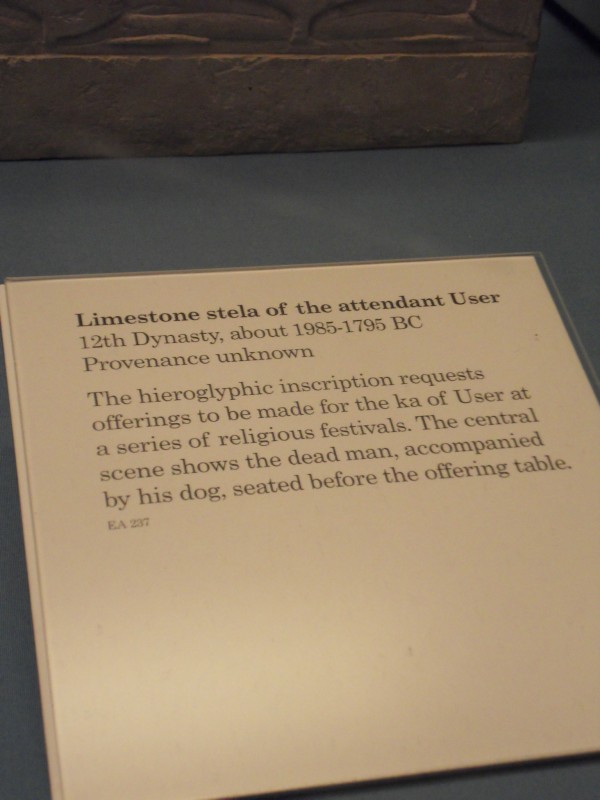 Limestone stela of the attendant User
12th Dynasty, about 1985-1795 BC
Provenance unknown
The hieroglyphic inscription requests
offerings to be made for the ka of User at
a series of religious festivals. The central
scene shows the dead man, accompanied
by his dog, seated before the offering table.
EA 237